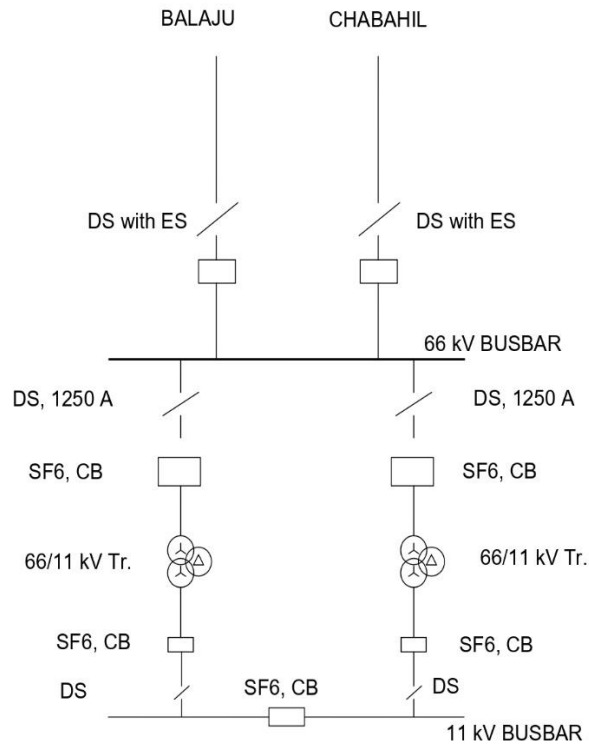 BALAJU
CHABAHIL
DS with ES
DS with ES
66 kV BUSBAR
DS, 1250 A
DS, 1250 A
SF6, CB
SF6, CB
66/11 kV Tr.
66/11 kV Tr.
SF6, CB
SF6, CB
DS
SF6, CB
DS
11 kV BUSBAR